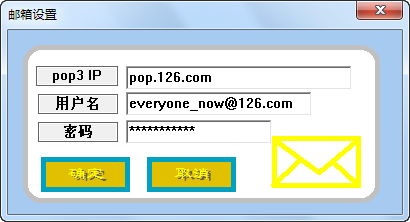 邮箱设置
pop3 IP pop.126.com
用户名 everyone_now@126.com
密码 ***********
确定 取消